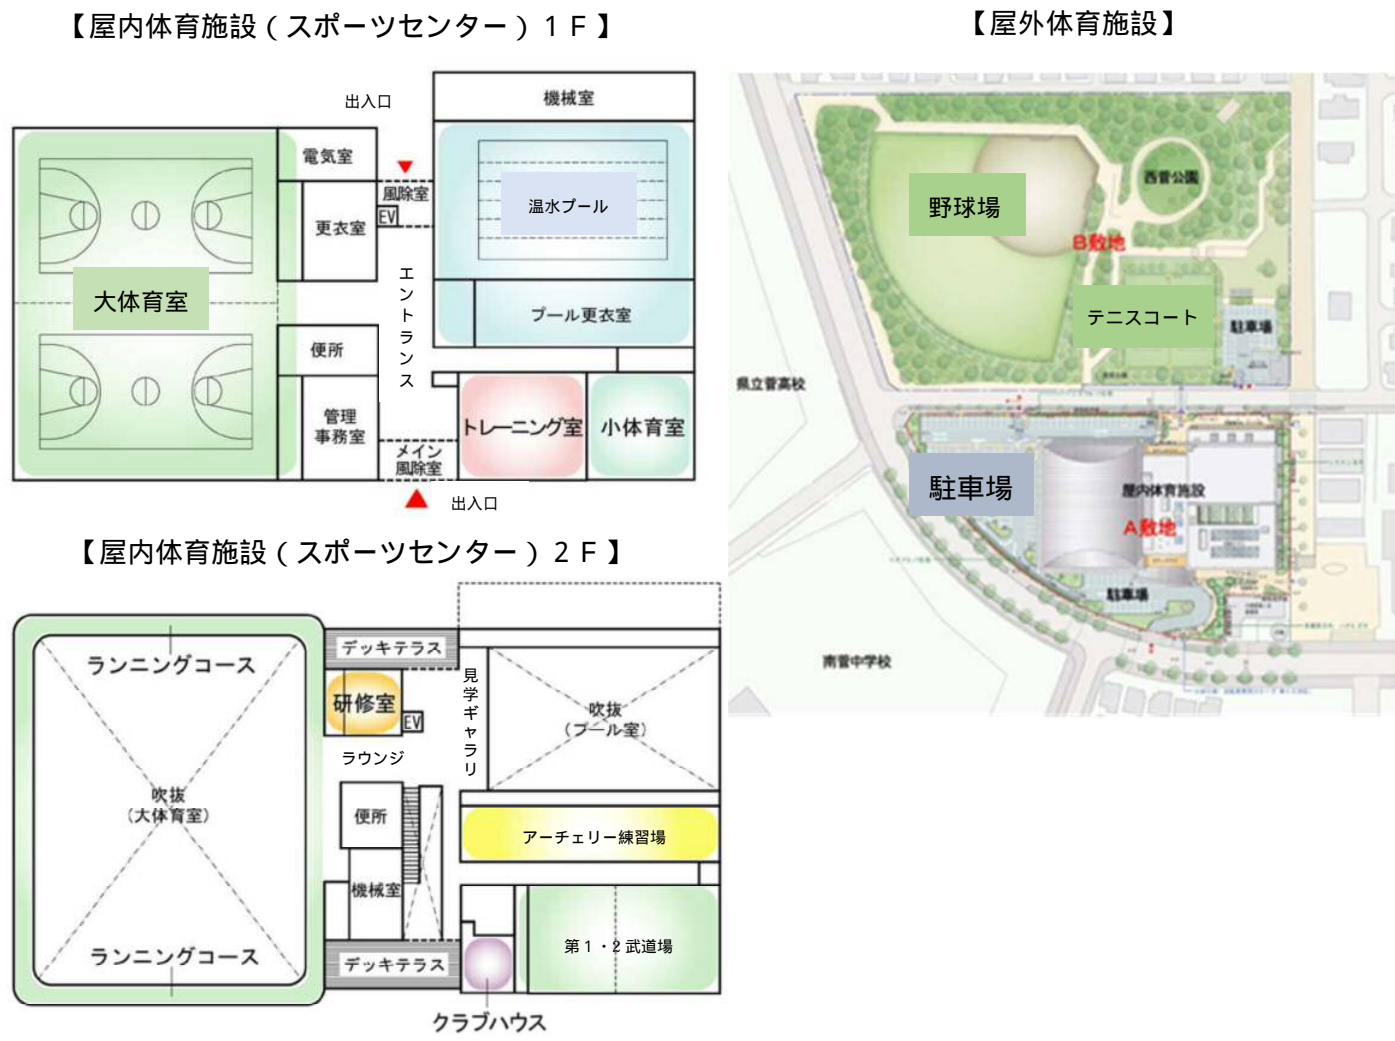 【屋内体育施設(スポーツセンター)1F】
出入口
機械室
電気室
風除室
EV
更衣室
温水プール
エントランス
大体育室
プール更衣室
便所
管理
事務室
トレーニング室
小体育室
メイン
風除室
出入口
【屋内体育施設(スポーツセンター)2F】
デッキテラス
ランニングコース
研修室
EV
見学ギャラリ
吹抜
(プール室)
ラウンジ
吹抜
(大体育室)
便所
アーチェリー練習場
機械室
第1・2武道場
ランニングコース
デッキテラス
クラブハウス
【屋外体育施設】
西菅公園
野球場
B敷地
テニスコート
駐車場
県立菅高校
駐車場
屋内体育施設
A敷地
駐車場
南菅中学校